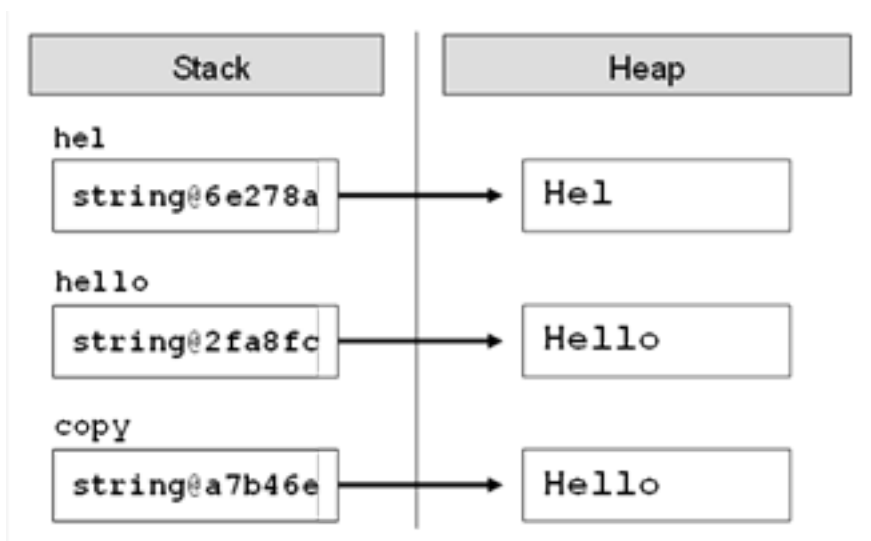 Stack Heap
hel
string@6e278a Hel
hello
string@2fa8fc Hello
copy
string@a7b46e Hello